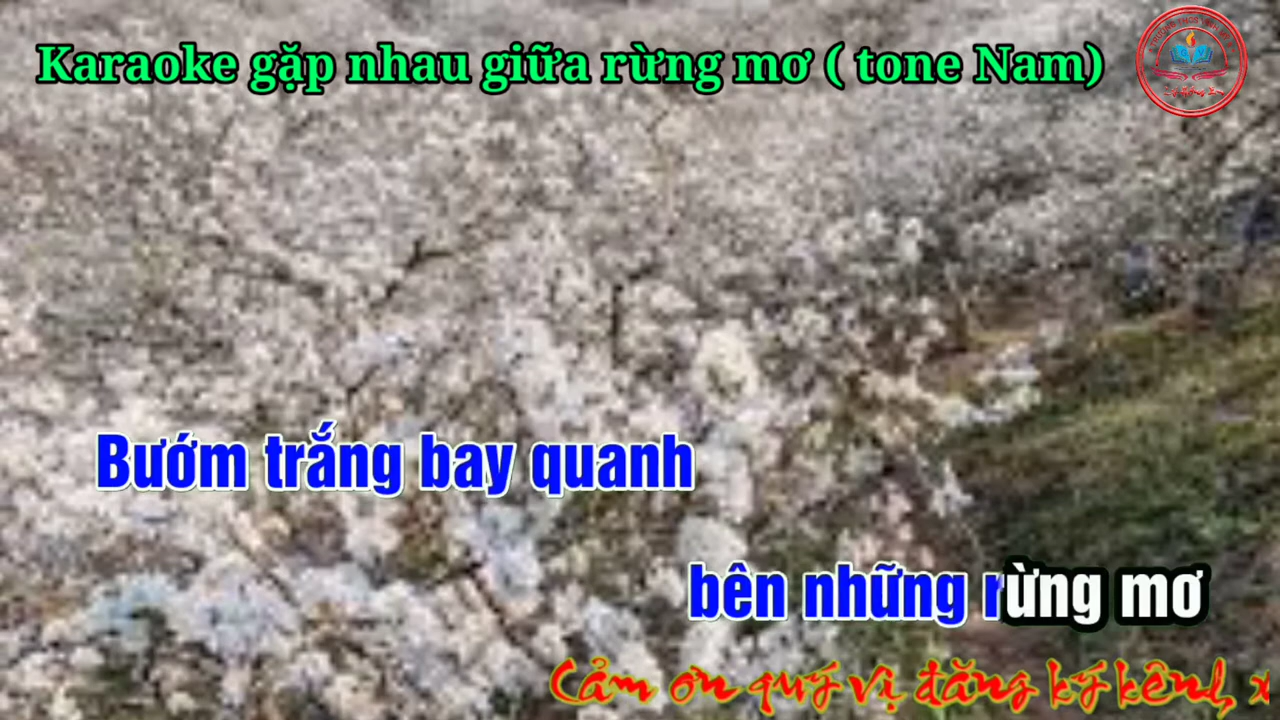 Karaoke gặp nhau giữa rừng mơ ( tone Nam)
Bướm trắng bay quanh
bên những rừng mơ
Cảm ơn quý vị đăng ký kênh, x